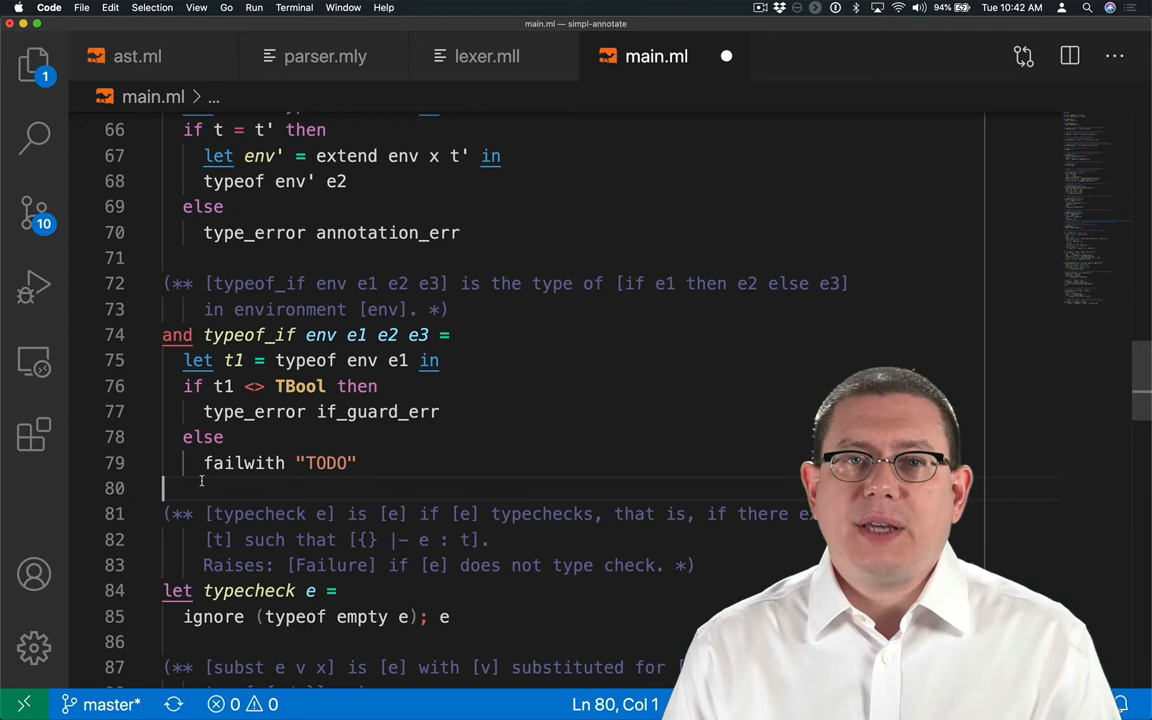 Code File Edit Selection View Go Run Terminal Window Help 94% Tue 10:42 AM
main.ml — simpl-annotate
ast.ml parser.mly lexer.mll main.ml
main.ml > ...
66 if t = t' then
67 let env' = extend env x t' in
68 typeof env' e2
69 else
70 type_error annotation_err
71
72 (** [typeof_if env e1 e2 e3] is the type of [if e1 then e2 else e3]
73 in environment [env]. *)
74 and typeof_if env e1 e2 e3 =
75 let t1 = typeof env e1 in
76 if t1 <> TBool then
77 type_error if_guard_err
78 else
79 failwith "TODO"
80
81 (** [typecheck e] is [e] if [e] typechecks, that is, if there e
82 [t] such that [{} |- e : t].
83 Raises: [Failure] if [e] does not type check. *)
84 let typecheck e =
85 ignore (typeof empty e); e
86
87 (** [subst e v x] is [e] with [v] substituted for [
1
10
master* 0 0 Ln 80, Col 1